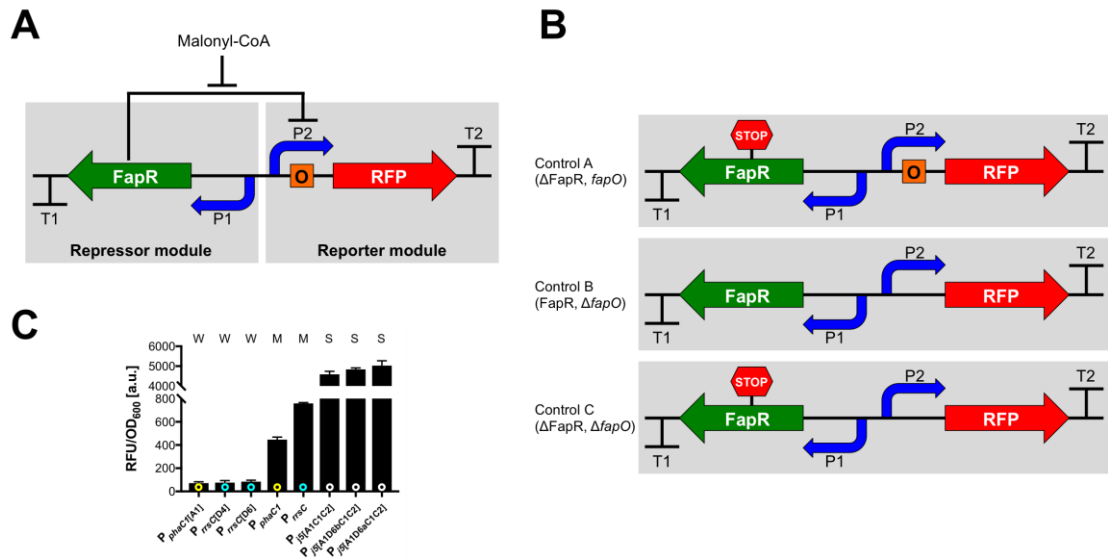 A
Malonyl-CoA
P2
T2
FapR
O
RFP
T1
P1
Repressor module
Reporter module
B
Control A
(ΔFapR, fapO)
STOP
P2
T2
FapR
O
RFP
T1
P1
Control B
(FapR, ΔfapO)
P2
T2
FapR
RFP
T1
P1
Control C
(ΔFapR, ΔfapO)
STOP
P2
T2
FapR
RFP
T1
P1
C
W W W M M S S S
RFU/OD600 [a.u.]
6000
5000
4000
800
600
400
200
0
PphaC1[A1]
PrrsC[D4]
PrrsC[D6]
PphaC1
PrrsC
Pj5[A1C1C2]
Pj5[A1D6bC1C2]
Pj5[A1D6aC1C2]